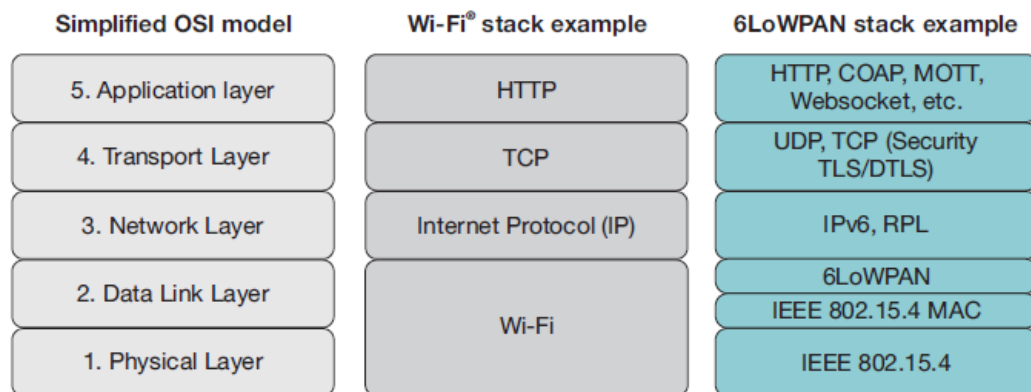 Simplified OSI model
5. Application layer
4. Transport Layer
3. Network Layer
2. Data Link Layer
1. Physical Layer
Wi-Fi® stack example
HTTP
TCP
Internet Protocol (IP)
Wi-Fi
6LoWPAN stack example
HTTP, COAP, MOTT,
Websocket, etc.
UDP, TCP (Security
TLS/DTLS)
IPv6, RPL
6LoWPAN
IEEE 802.15.4 MAC
IEEE 802.15.4